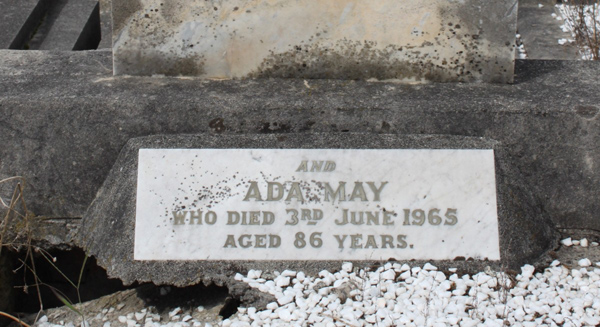 AND
ADA MAY
WHO DIED 3RD JUNE 1965
AGED 86 YEARS.